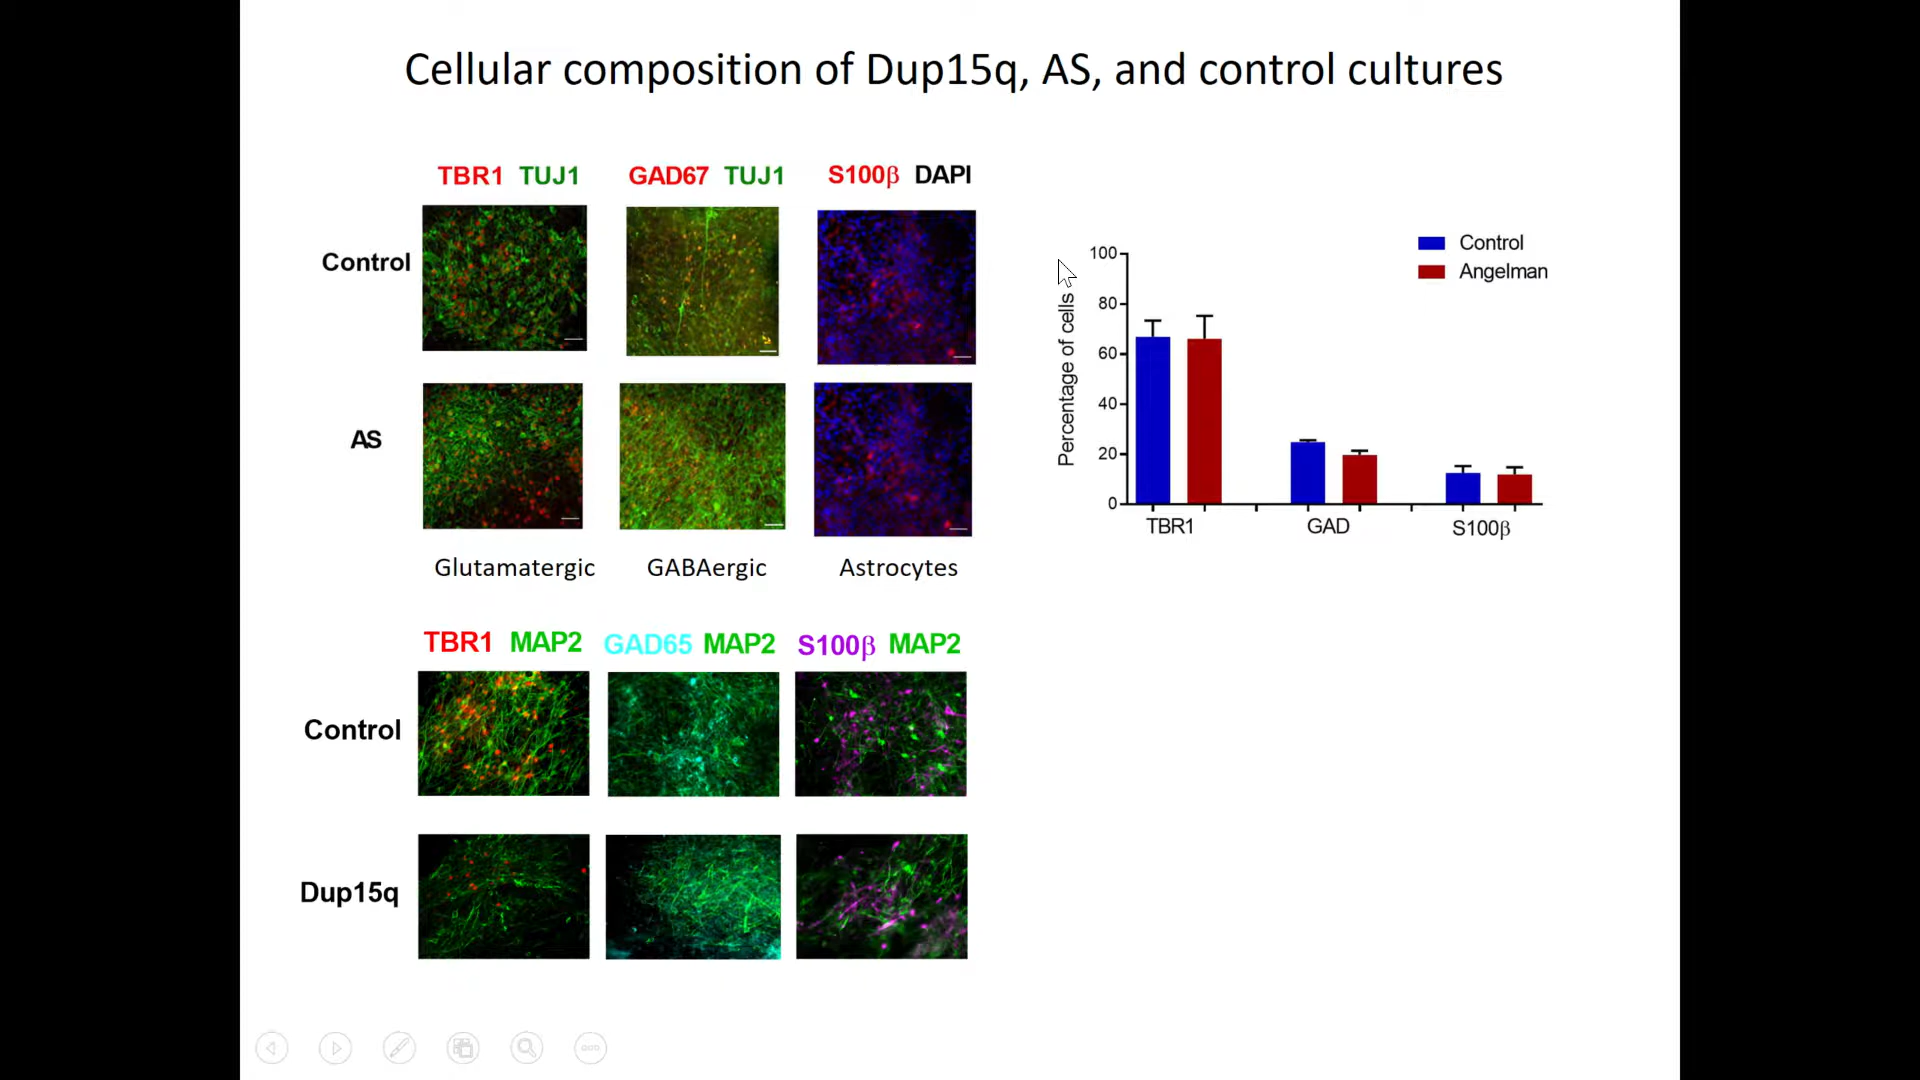 Cellular composition of Dup15q, AS, and control cultures
TBR1 TUJ1
GAD67 TUJ1
S100β DAPI
Control
AS
Glutamatergic
GABAergic
Astrocytes
TBR1 MAP2
GAD65 MAP2
S100β MAP2
Control
Dup15q
Control
Angelman
Percentage of cells
100
80
60
40
20
0
TBR1
GAD
S100β